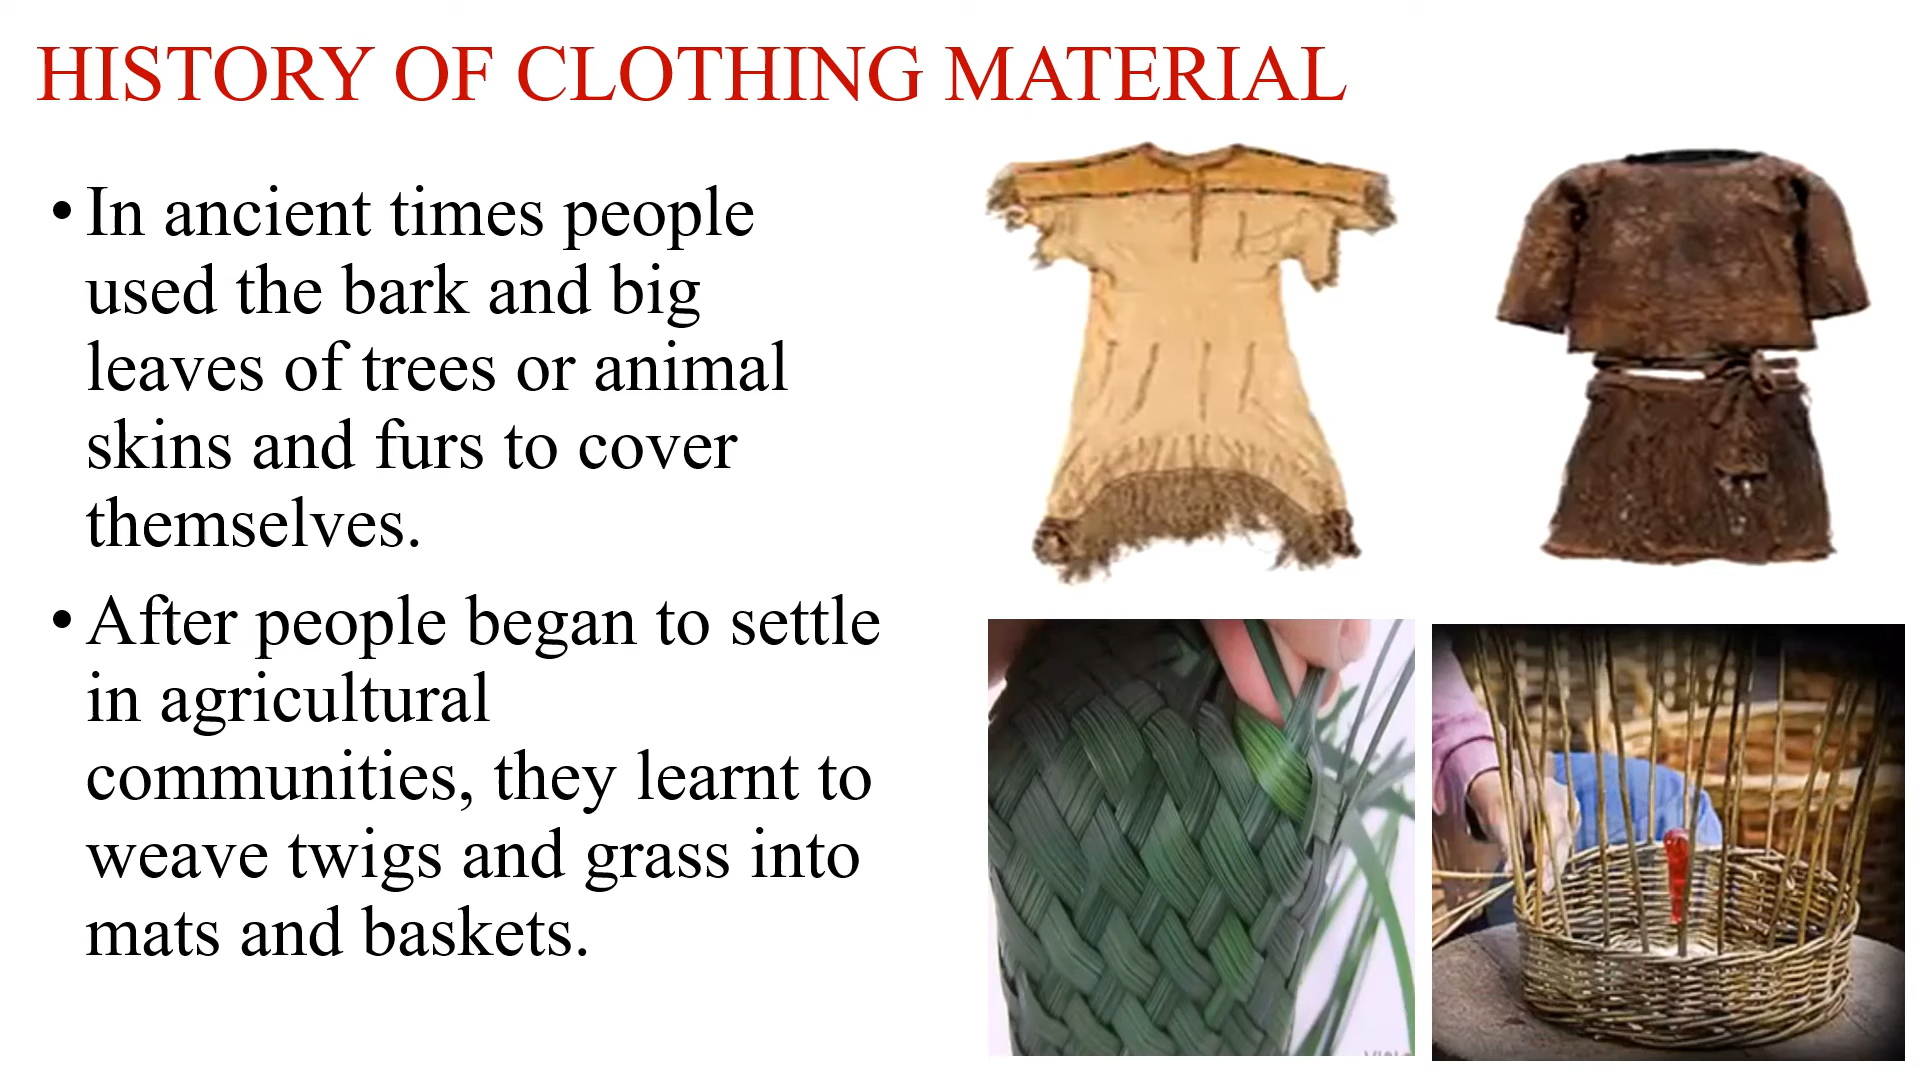 HISTORY OF CLOTHING MATERIAL
• In ancient times people
used the bark and big
leaves of trees or animal
skins and furs to cover
themselves.
• After people began to settle
in agricultural
communities, they learnt to
weave twigs and grass into
mats and baskets.